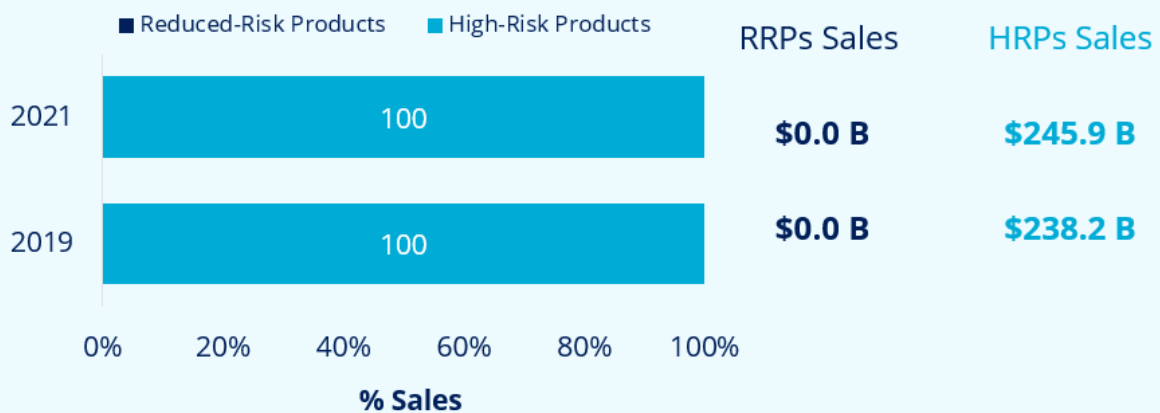 Reduced-Risk Products High-Risk Products
RRPs Sales HRPs Sales
2021 100 $0.0 B $245.9 B
2019 100 $0.0 B $238.2 B
0% 20% 40% 60% 80% 100%
% Sales